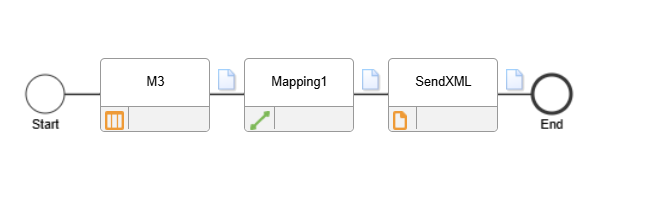 M3
Mapping1
SendXML
Start
End